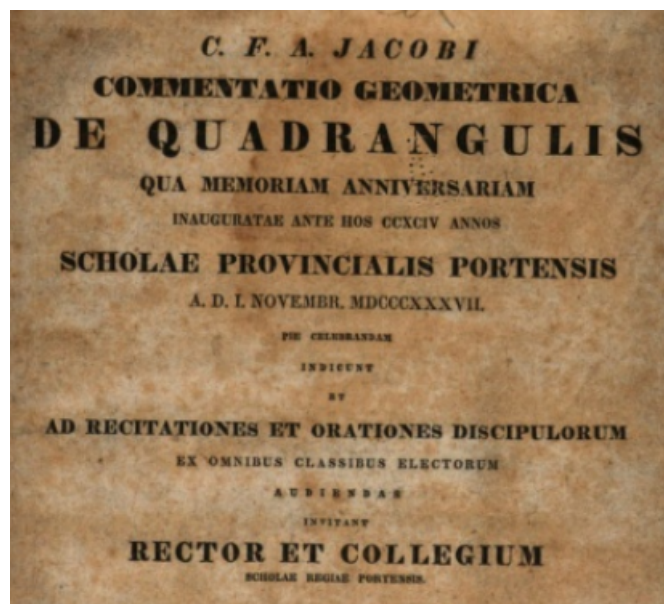 C. F. A. JACOBI
COMMENTATIO GEOMETRICA
DE QUADRANGULIS
QUA MEMORIAM ANNIVERSARIAM
INAUGURATAE ANTE HOS CCXCIV ANNOS
SCHOLAE PROVINCIALIS PORTENSIS
A. D. I. NOVEMBR. MDCCCXXXVII.
PIE CELEBRANDAM
INDICUNT
ET
AD RECITATIONES ET ORATIONES DISCIPULORUM
EX OMNIBUS CLASSIBUS ELECTORUM
AUDIENDAS
INVITANT
RECTOR ET COLLEGIUM
SCHOLAE REGIAE PORTENSIS.